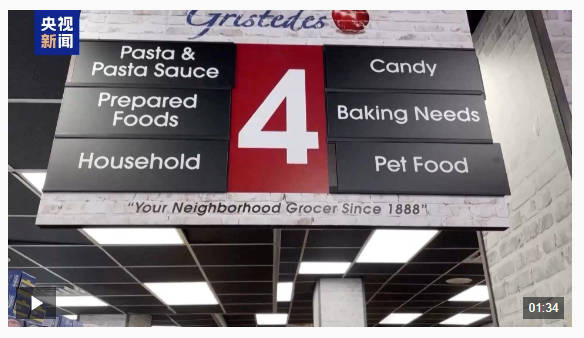 央视
新闻
Gristedes
Pasta &
Pasta Sauce
Prepared
Foods
Household
4
Candy
Baking Needs
Pet Food
"Your Neighborhood Grocer Since 1888"
01:34